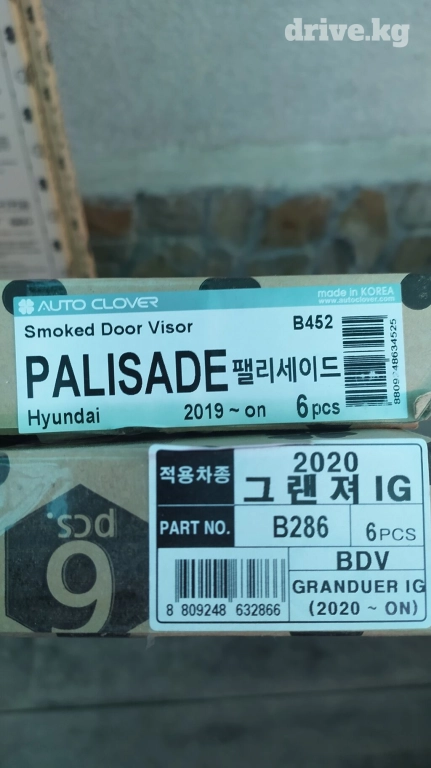 drive.kg
AUTO CLOVER
made in KOREA
www.autoclover.com
Smoked Door Visor B452
PALISADE 팰리세이드
Hyundai 2019 ~ on 6 pcs
적용차종 2020
그랜져 IG
PART NO. B286 6PCS
BDV
GRANDUER IG
(2020 ~ ON)
8 809248 632866
6 pcs.